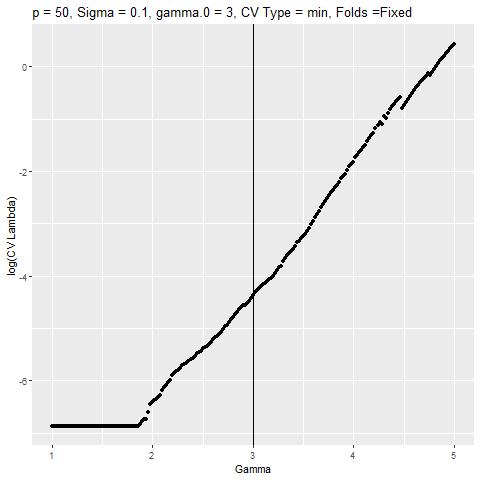 p = 50, Sigma = 0.1, gamma.0 = 3, CV Type = min, Folds =Fixed
0
-2
-4
-6
log(CV Lambda)
1 2 3 4 5
Gamma